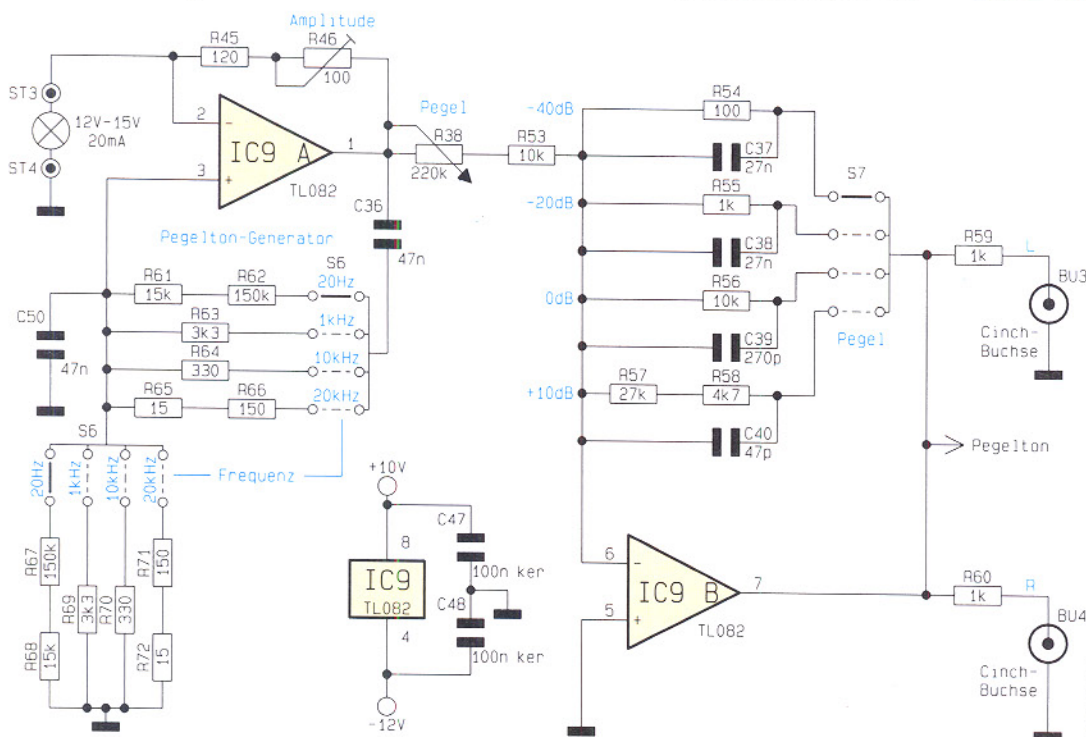 Amplitude
R45
120
R46
100
ST3
12V-15V
20mA
ST4
2
-
3
+
IC9 A
1
TL082
Pegel
R38
220k
R53
10k
C36
47n
Pegelton-Generator
S6
R61
15k
R62
150k
20Hz
R63
3k3
1kHz
R64
330
10kHz
R65
15
R66
150
20kHz
C50
47n
S6
20Hz
1kHz
10kHz
20kHz
Frequenz
R67
150k
R68
15k
R69
3k3
R70
330
R71
150
R72
15
+10V
8
IC9
TL082
4
-12V
C47
100n ker
C48
100n ker
-40dB
R54
100
C37
27n
-20dB
R55
1k
C38
27n
0dB
R56
10k
C39
270p
+10dB
R57
27k
R58
4k7
C40
47p
S7
Pegel
6
-
5
+
IC9 B
7
TL082
R59
1k
L
BU3
Cinch-
Buchse
Pegelton
R60
1k
R
BU4
Cinch-
Buchse